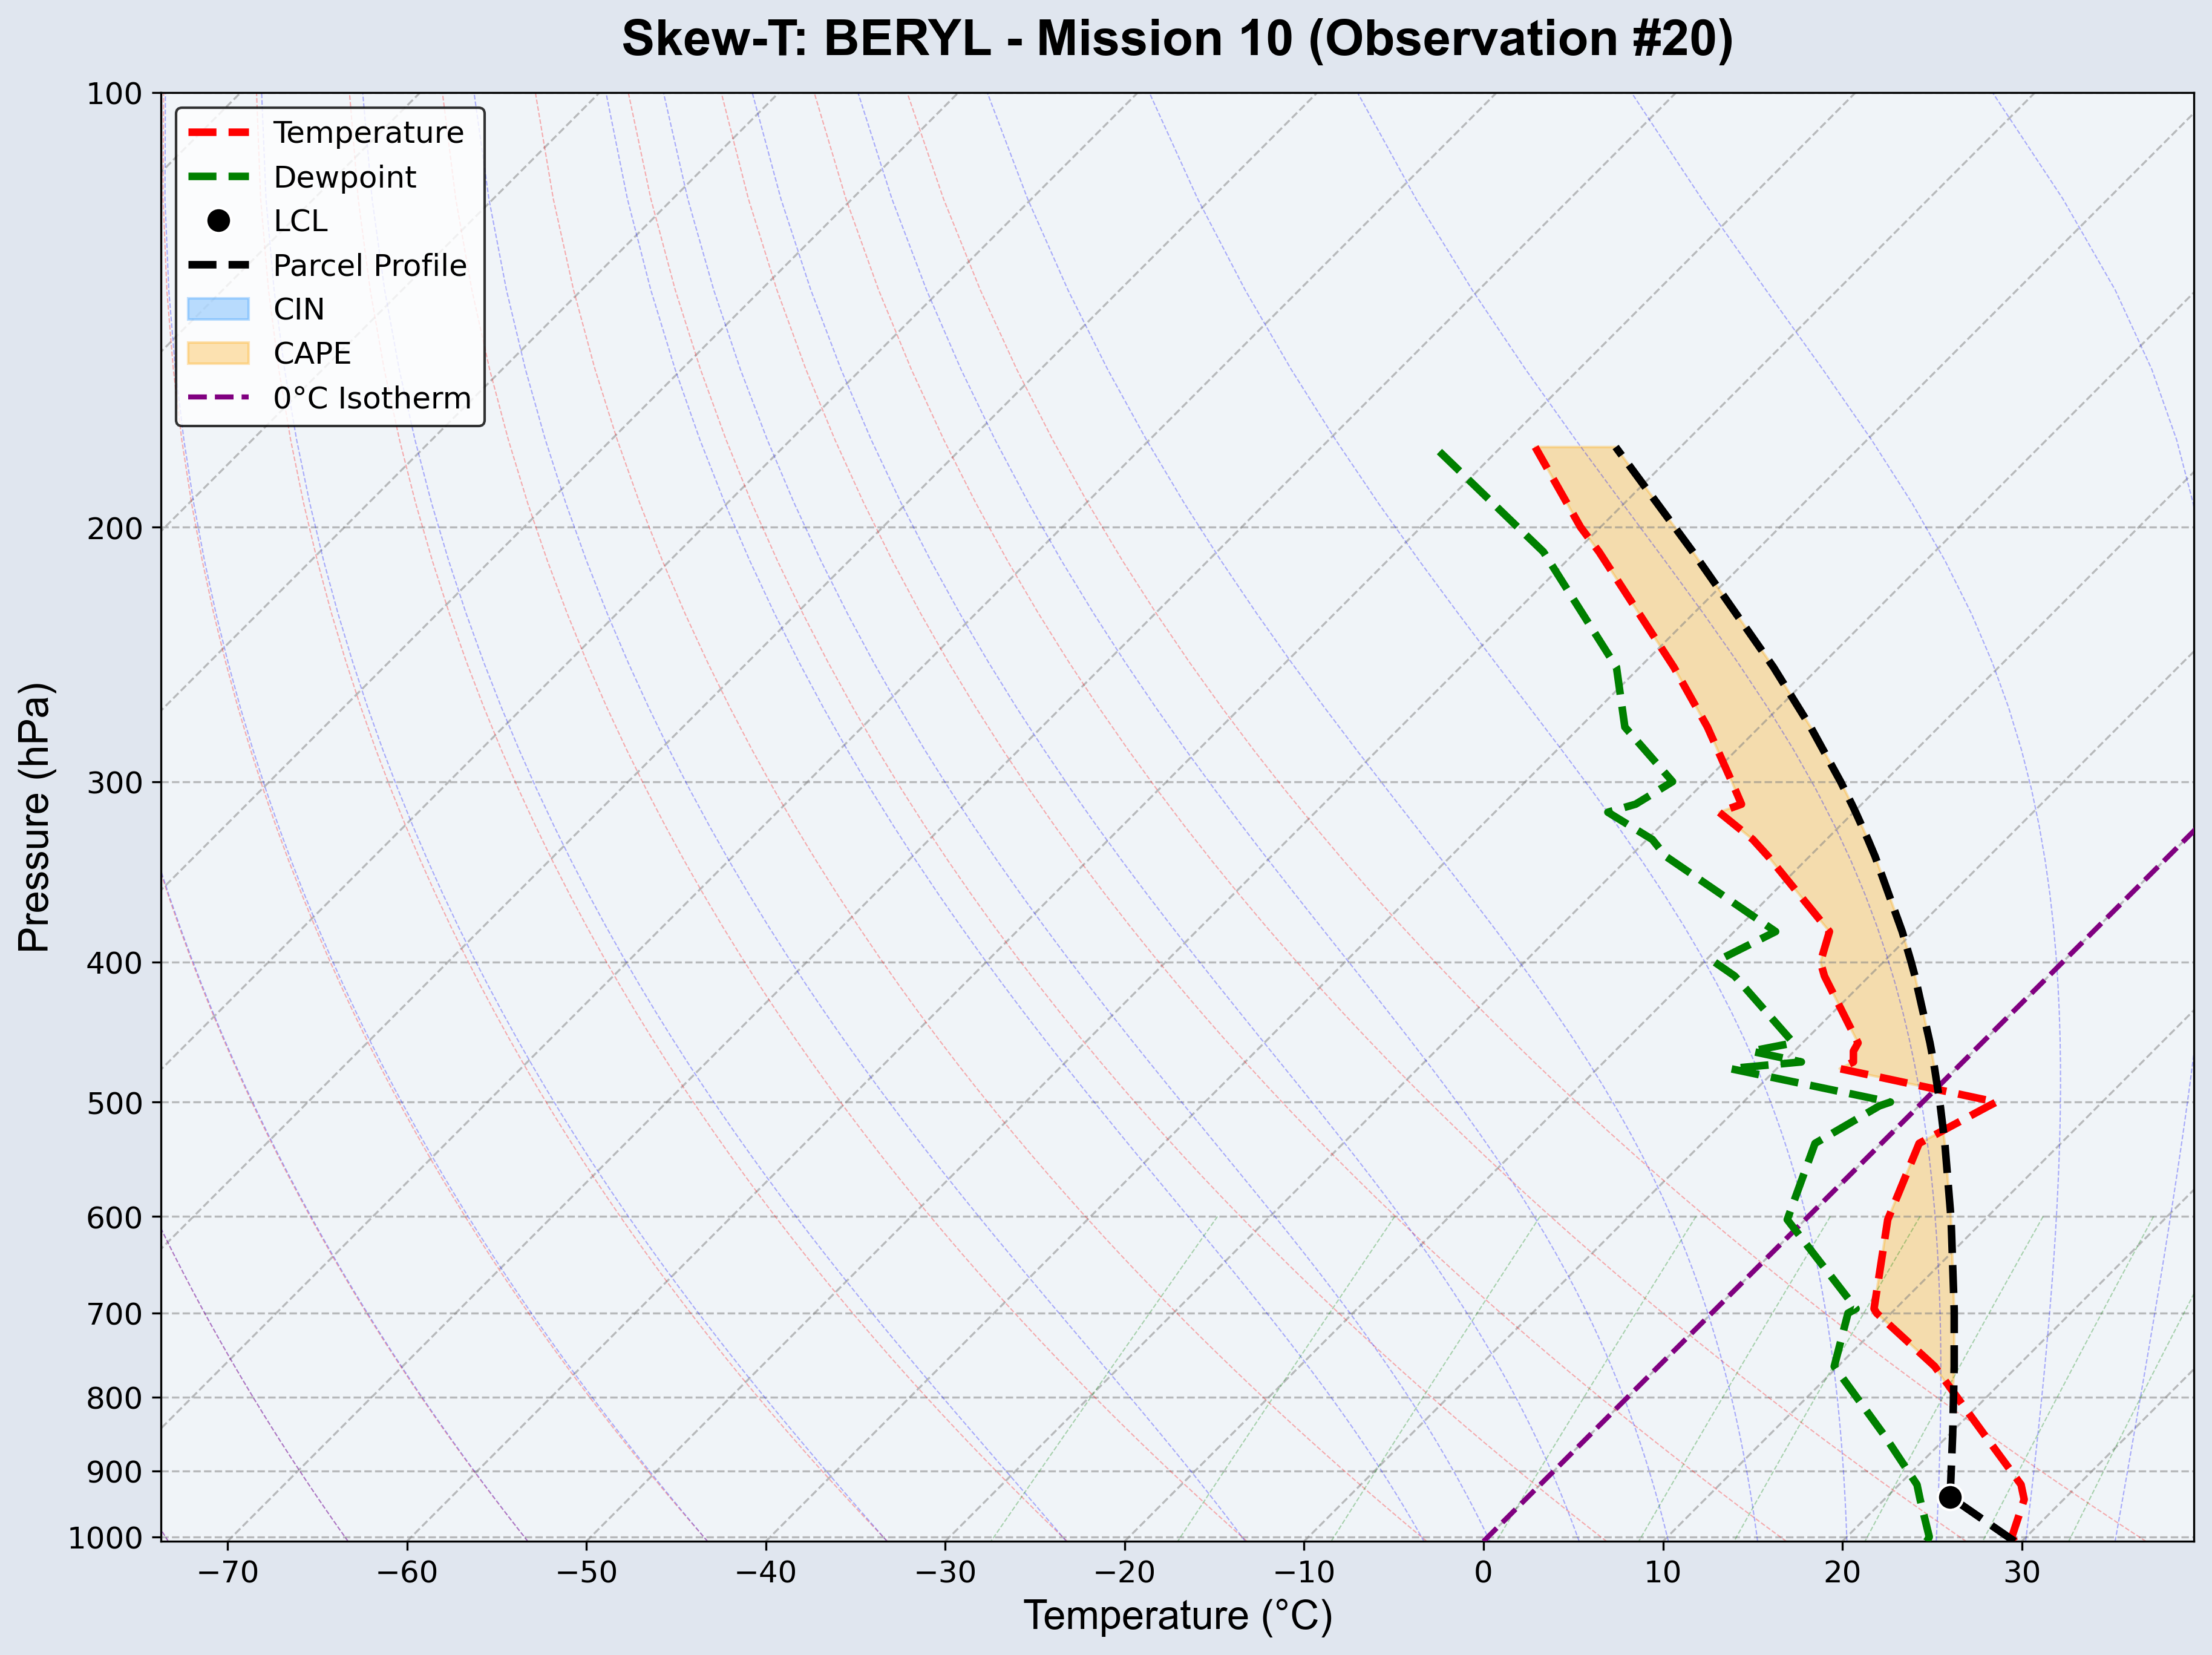 Skew-T: BERYL - Mission 10 (Observation #20)
100
200
300
400
500
600
700
800
900
1000
Pressure (hPa)
Temperature
Dewpoint
LCL
Parcel Profile
CIN
CAPE
0°C Isotherm
−70 −60 −50 −40 −30 −20 −10 0 10 20 30
Temperature (°C)